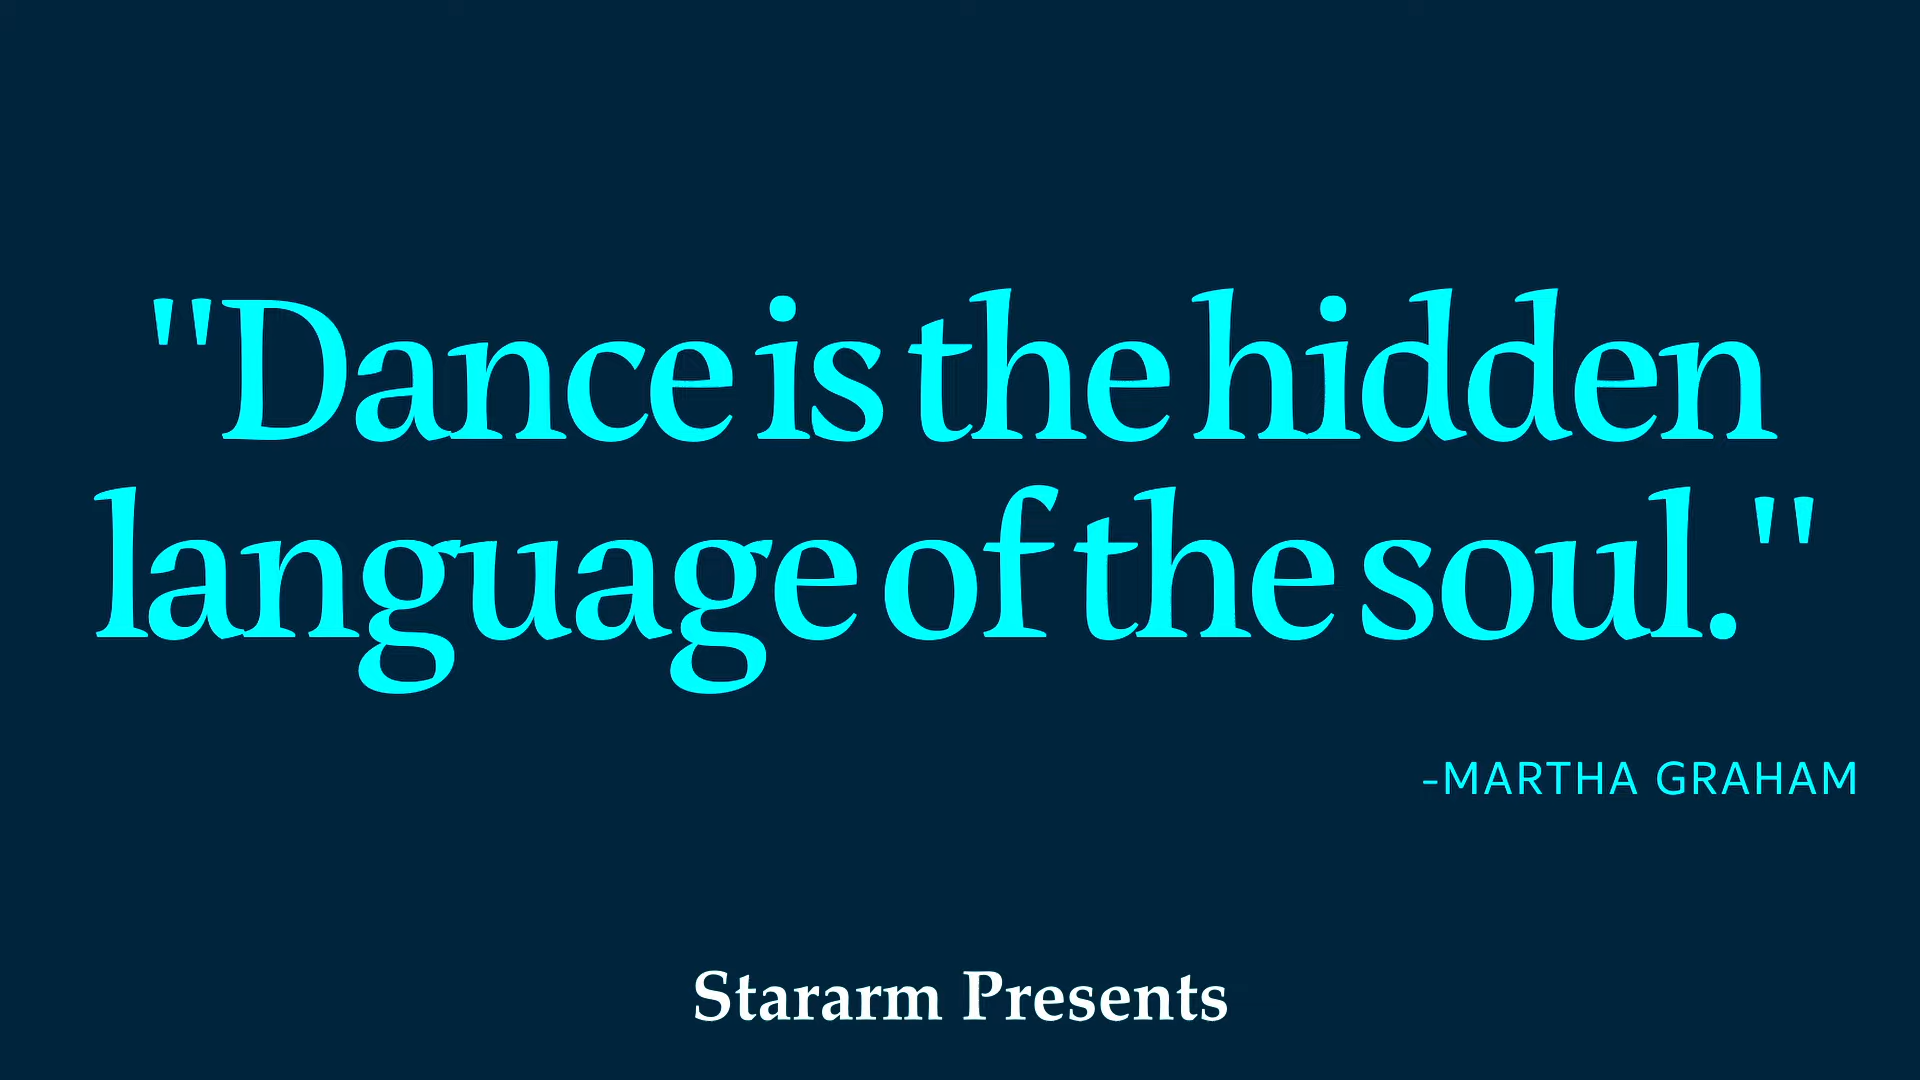 "Dance is the hidden
language of the soul."
-MARTHA GRAHAM
Stararm Presents